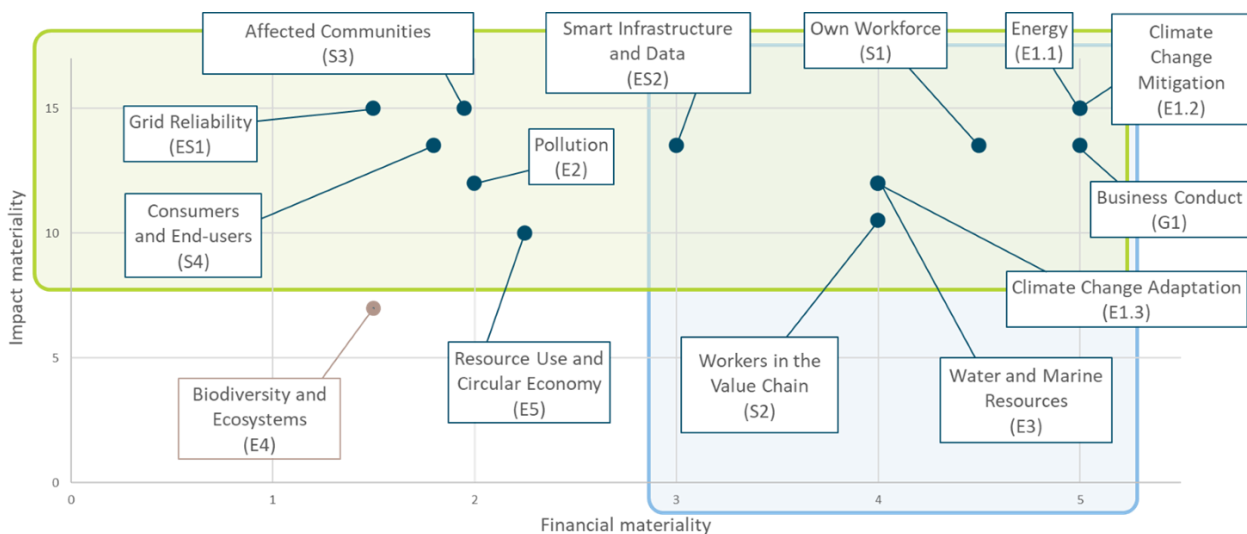 Affected Communities
(S3)
Smart Infrastructure
and Data
(ES2)
Own Workforce
(S1)
Energy
(E1.1)
Climate
Change
Mitigation
(E1.2)
Grid Reliability
(ES1)
Pollution
(E2)
Consumers
and End-users
(S4)
Business Conduct
(G1)
Climate Change Adaptation
(E1.3)
Resource Use and
Circular Economy
(E5)
Workers in the
Value Chain
(S2)
Water and Marine
Resources
(E3)
Biodiversity and
Ecosystems
(E4)
Impact materiality
15
10
5
0
0
1
2
3
4
5
Financial materiality